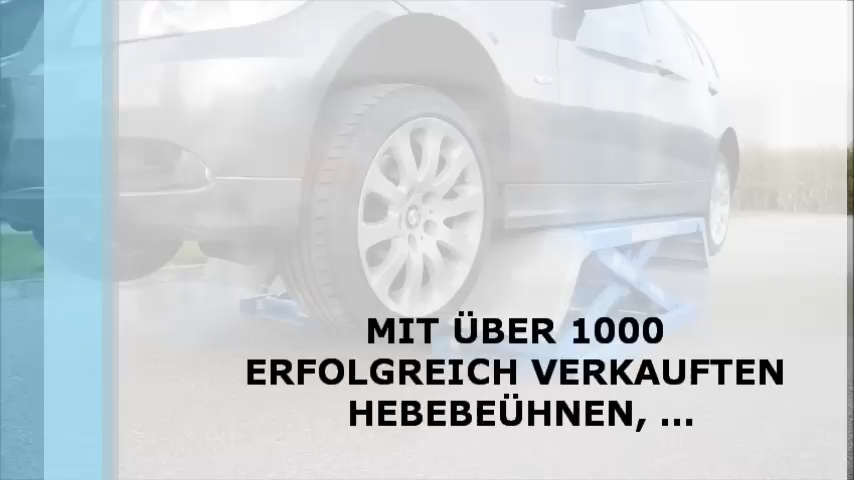 MIT ÜBER 1000
ERFOLGREICH VERKAUFTEN
HEBEBEÜHNEN, ...